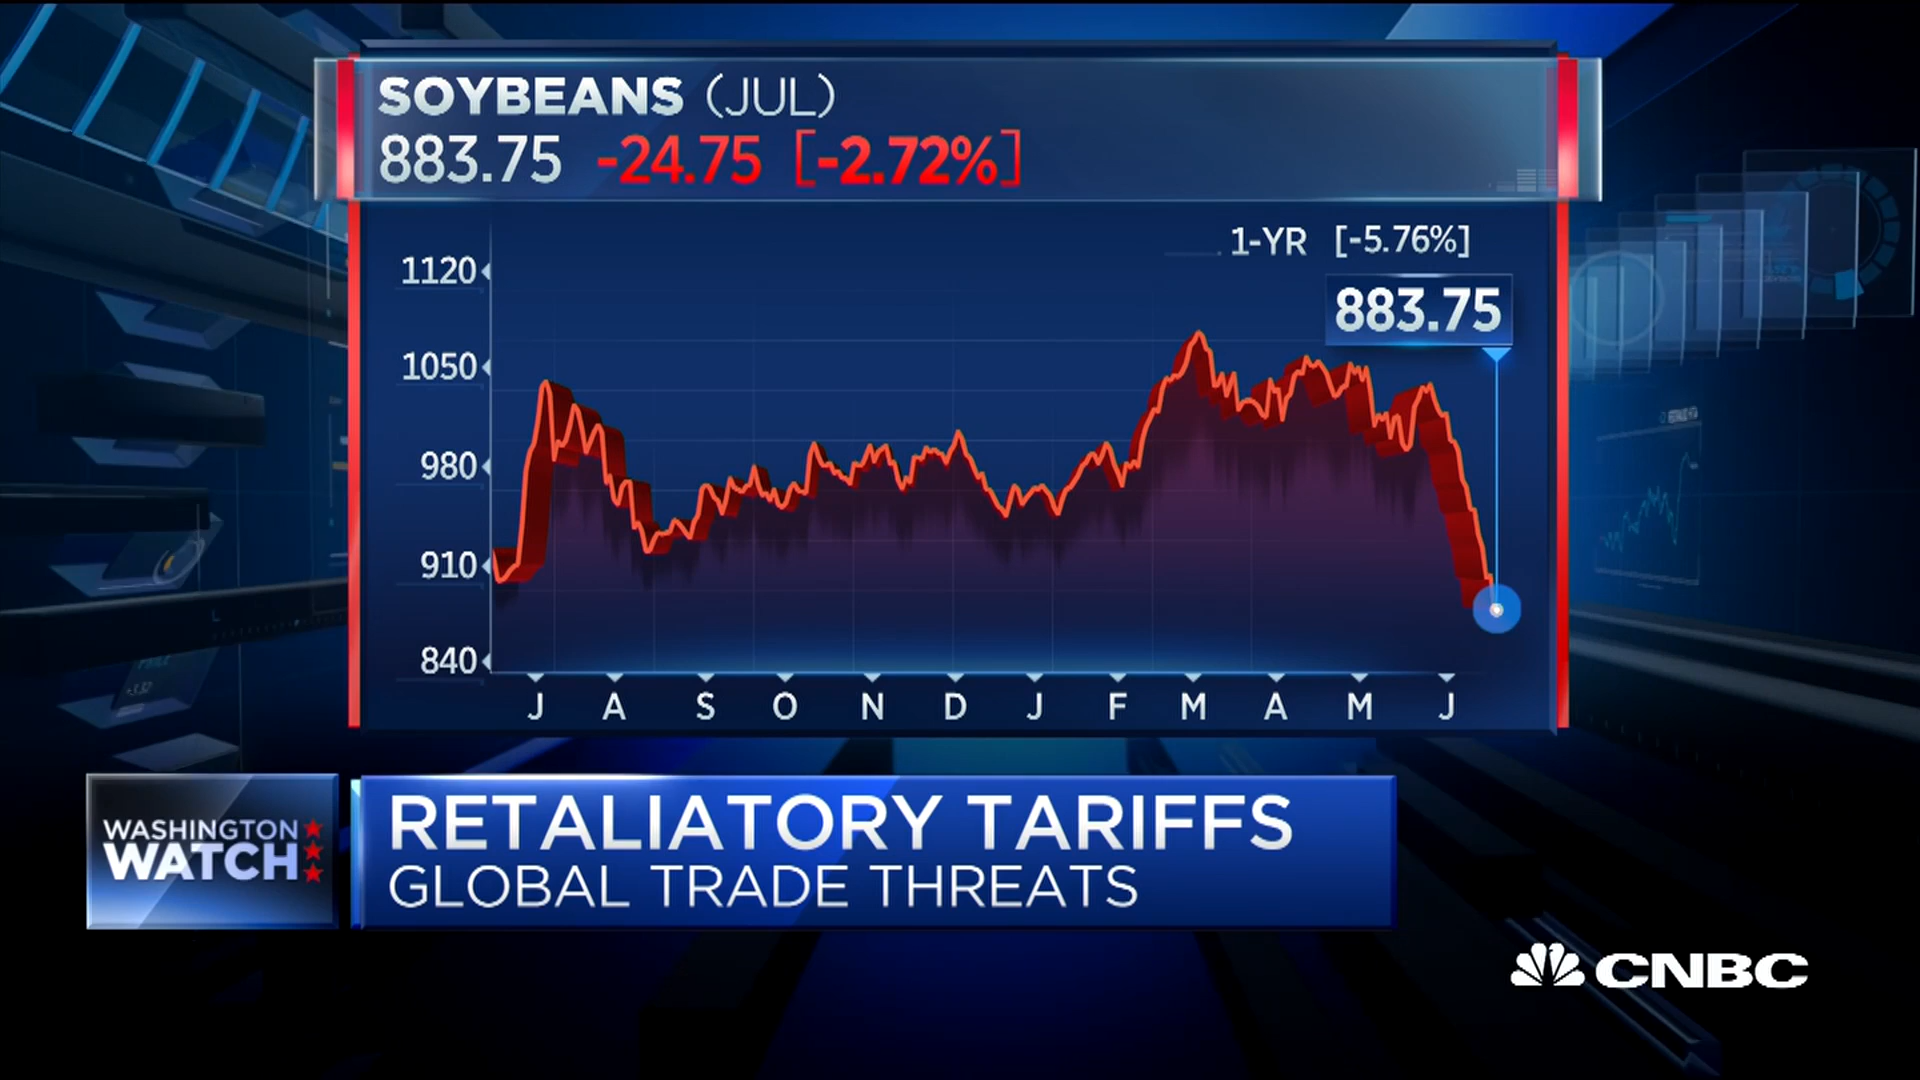 SOYBEANS (JUL)
883.75 -24.75 [-2.72%]
1-YR [-5.76%]
883.75
1120
1050
980
910
840
J A S O N D J F M A M J
WASHINGTON
WATCH
RETALIATORY TARIFFS
GLOBAL TRADE THREATS
CNBC